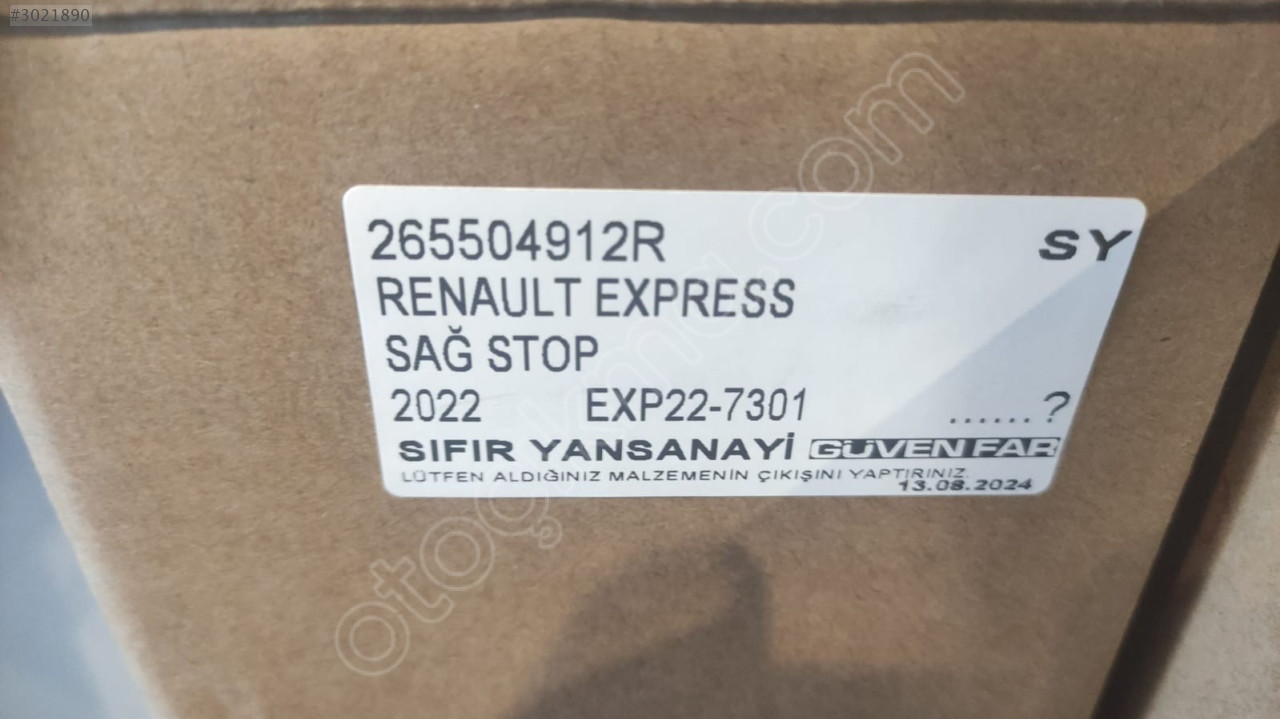 #3021890
265504912R
SY
RENAULT EXPRESS
SAĞ STOP
2022 EXP22-7301 ......?
SIFIR YANSANAYİ GÜVEN FAR
LÜTFEN ALDIĞINIZ MALZEMENİN ÇIKIŞINI YAPTIRINIZ.
13.08.2024
otoçıkma.com